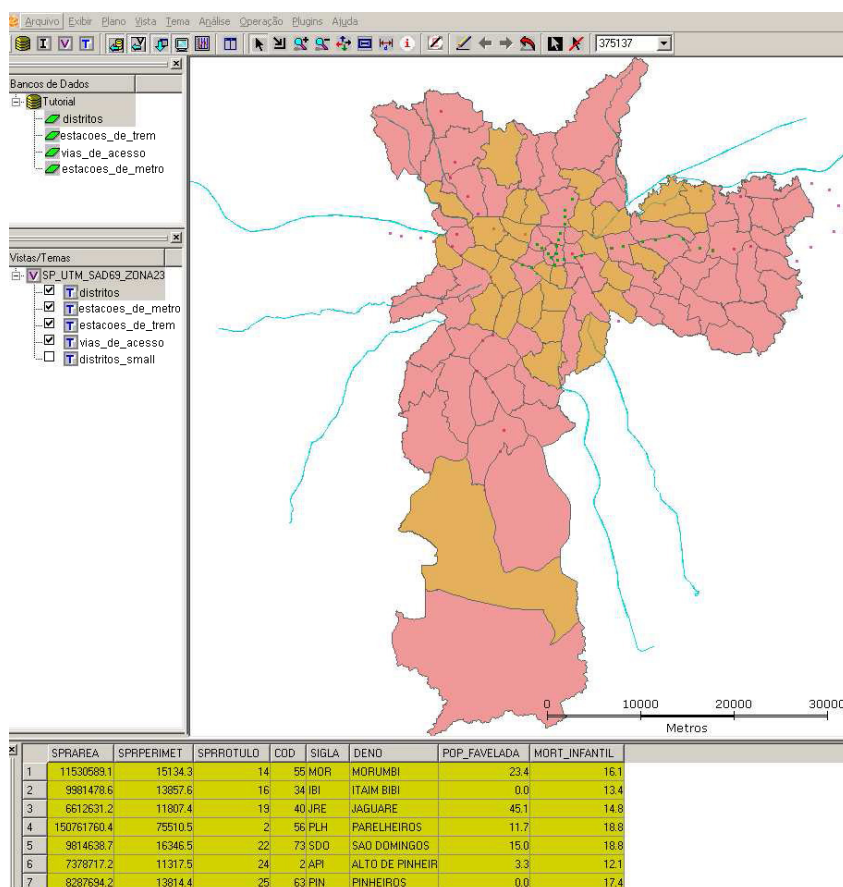 Arquivo Exibir Plano Vista Tema Análise Operação Plugins Ajuda
375137
Bancos de Dados
Tutorial
distritos
estacoes_de_trem
vias_de_acesso
estacoes_de_metro
Vistas/Temas
SP_UTM_SAD69_ZONA23
distritos
estacoes_de_metro
estacoes_de_trem
vias_de_acesso
distritos_small
0 10000 20000 30000
Metros
SPRAREA SPRPERIMET SPRROTULO COD SIGLA DENO POP_FAVELADA MORT_INFANTIL
1 11530589.1 15134.3 14 55 MOR MORUMBI 23.4 16.1
2 9981478.6 13857.6 16 34 IBI ITAIM BIBI 0.0 13.4
3 6612631.2 11807.4 19 40 JRE JAGUARE 45.1 14.8
4 150761760.4 75510.5 2 56 PLH PARELHEIROS 11.7 18.8
5 9814638.7 16346.5 22 73 SDO SAO DOMINGOS 15.0 18.8
6 7378717.2 11317.5 24 2 API ALTO DE PINHEIR 3.3 12.1
7 8287694.2 13814.4 25 63 PIN PINHEIROS 0.0 17.4